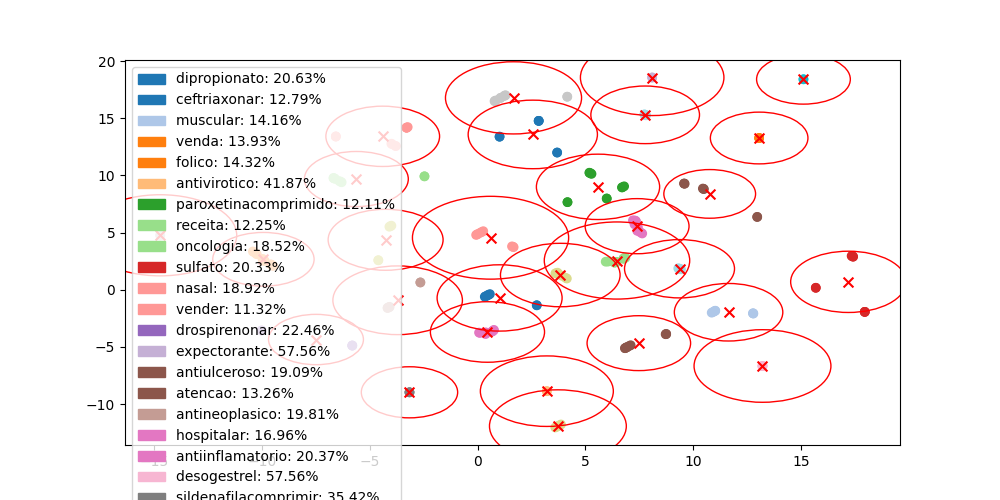 20
15
10
5
0
−5
−10
dipropionato: 20.63%
ceftriaxonar: 12.79%
muscular: 14.16%
venda: 13.93%
folico: 14.32%
antivirotico: 41.87%
paroxetinacomprimido: 12.11%
receita: 12.25%
oncologia: 18.52%
sulfato: 20.33%
nasal: 18.92%
vender: 11.32%
drospirenonar: 22.46%
expectorante: 57.56%
antiulceroso: 19.09%
atencao: 13.26%
antineoplasico: 19.81%
hospitalar: 16.96%
antiinflamatorio: 20.37%
desogestrel: 57.56%
sildenafilacomprimir: 35.42%
−15 −10 −5 0 5 10 15